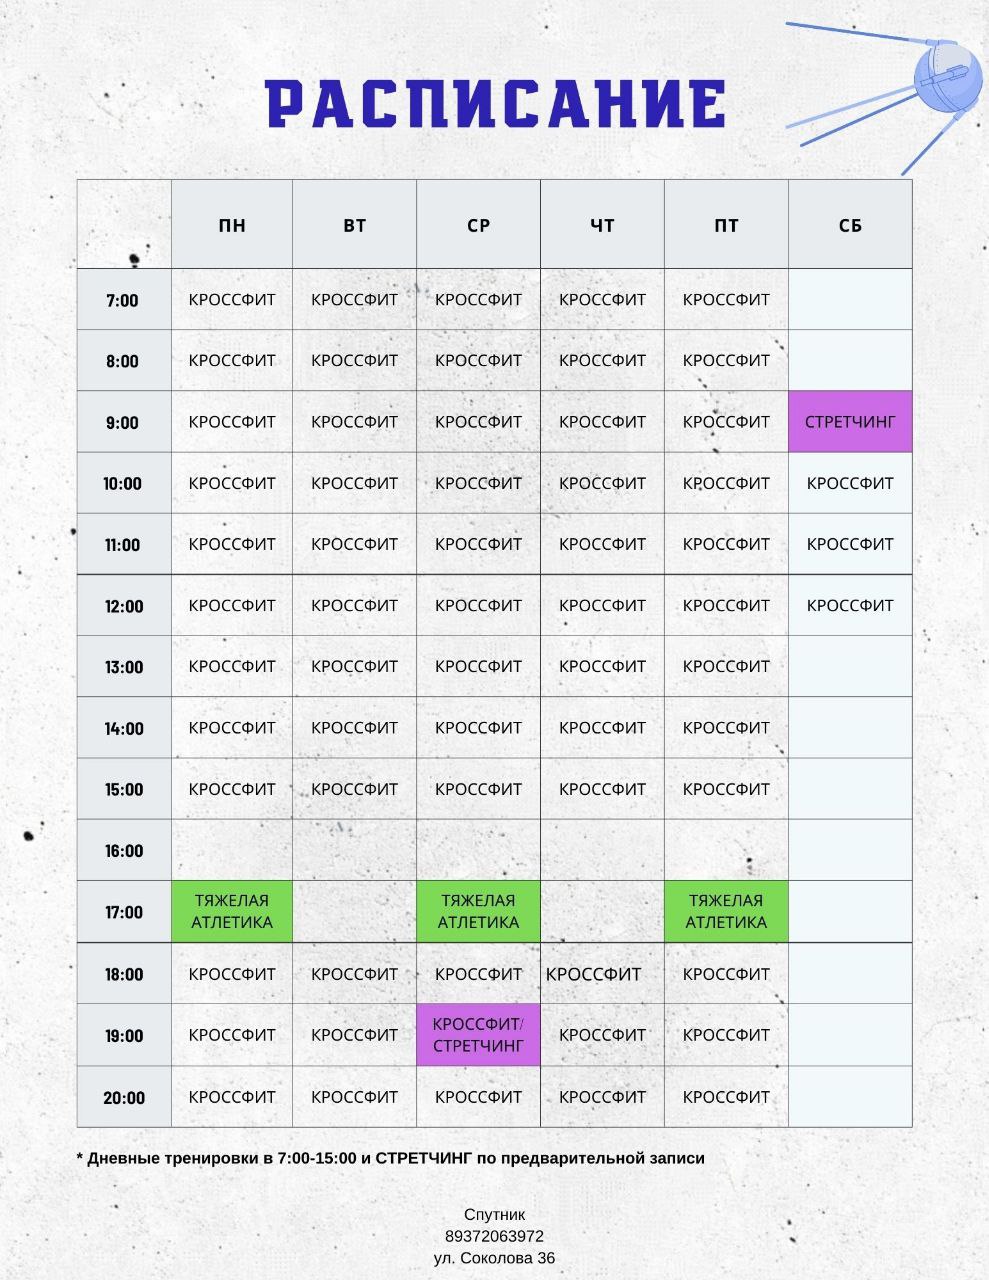 РАСПИСАНИЕ
ПН ВТ СР ЧТ ПТ СБ
7:00 КРОССФИТ КРОССФИТ КРОССФИТ КРОССФИТ КРОССФИТ
8:00 КРОССФИТ КРОССФИТ КРОССФИТ КРОССФИТ КРОССФИТ
9:00 КРОССФИТ КРОССФИТ КРОССФИТ КРОССФИТ КРОССФИТ СТРЕТЧИНГ
10:00 КРОССФИТ КРОССФИТ КРОССФИТ КРОССФИТ КРОССФИТ КРОССФИТ
11:00 КРОССФИТ КРОССФИТ КРОССФИТ КРОССФИТ КРОССФИТ КРОССФИТ
12:00 КРОССФИТ КРОССФИТ КРОССФИТ КРОССФИТ КРОССФИТ КРОССФИТ
13:00 КРОССФИТ КРОССФИТ КРОССФИТ КРОССФИТ КРОССФИТ
14:00 КРОССФИТ КРОССФИТ КРОССФИТ КРОССФИТ КРОССФИТ
15:00 КРОССФИТ КРОССФИТ КРОССФИТ КРОССФИТ КРОССФИТ
16:00
17:00 ТЯЖЕЛАЯ ТЯЖЕЛАЯ ТЯЖЕЛАЯ
АТЛЕТИКА АТЛЕТИКА АТЛЕТИКА
18:00 КРОССФИТ КРОССФИТ КРОССФИТ КРОССФИТ КРОССФИТ
19:00 КРОССФИТ КРОССФИТ КРОССФИТ/ КРОССФИТ КРОССФИТ
СТРЕТЧИНГ
20:00 КРОССФИТ КРОССФИТ КРОССФИТ КРОССФИТ КРОССФИТ
* Дневные тренировки в 7:00-15:00 и СТРЕТЧИНГ по предварительной записи
Спутник
89372063972
ул. Соколова 36